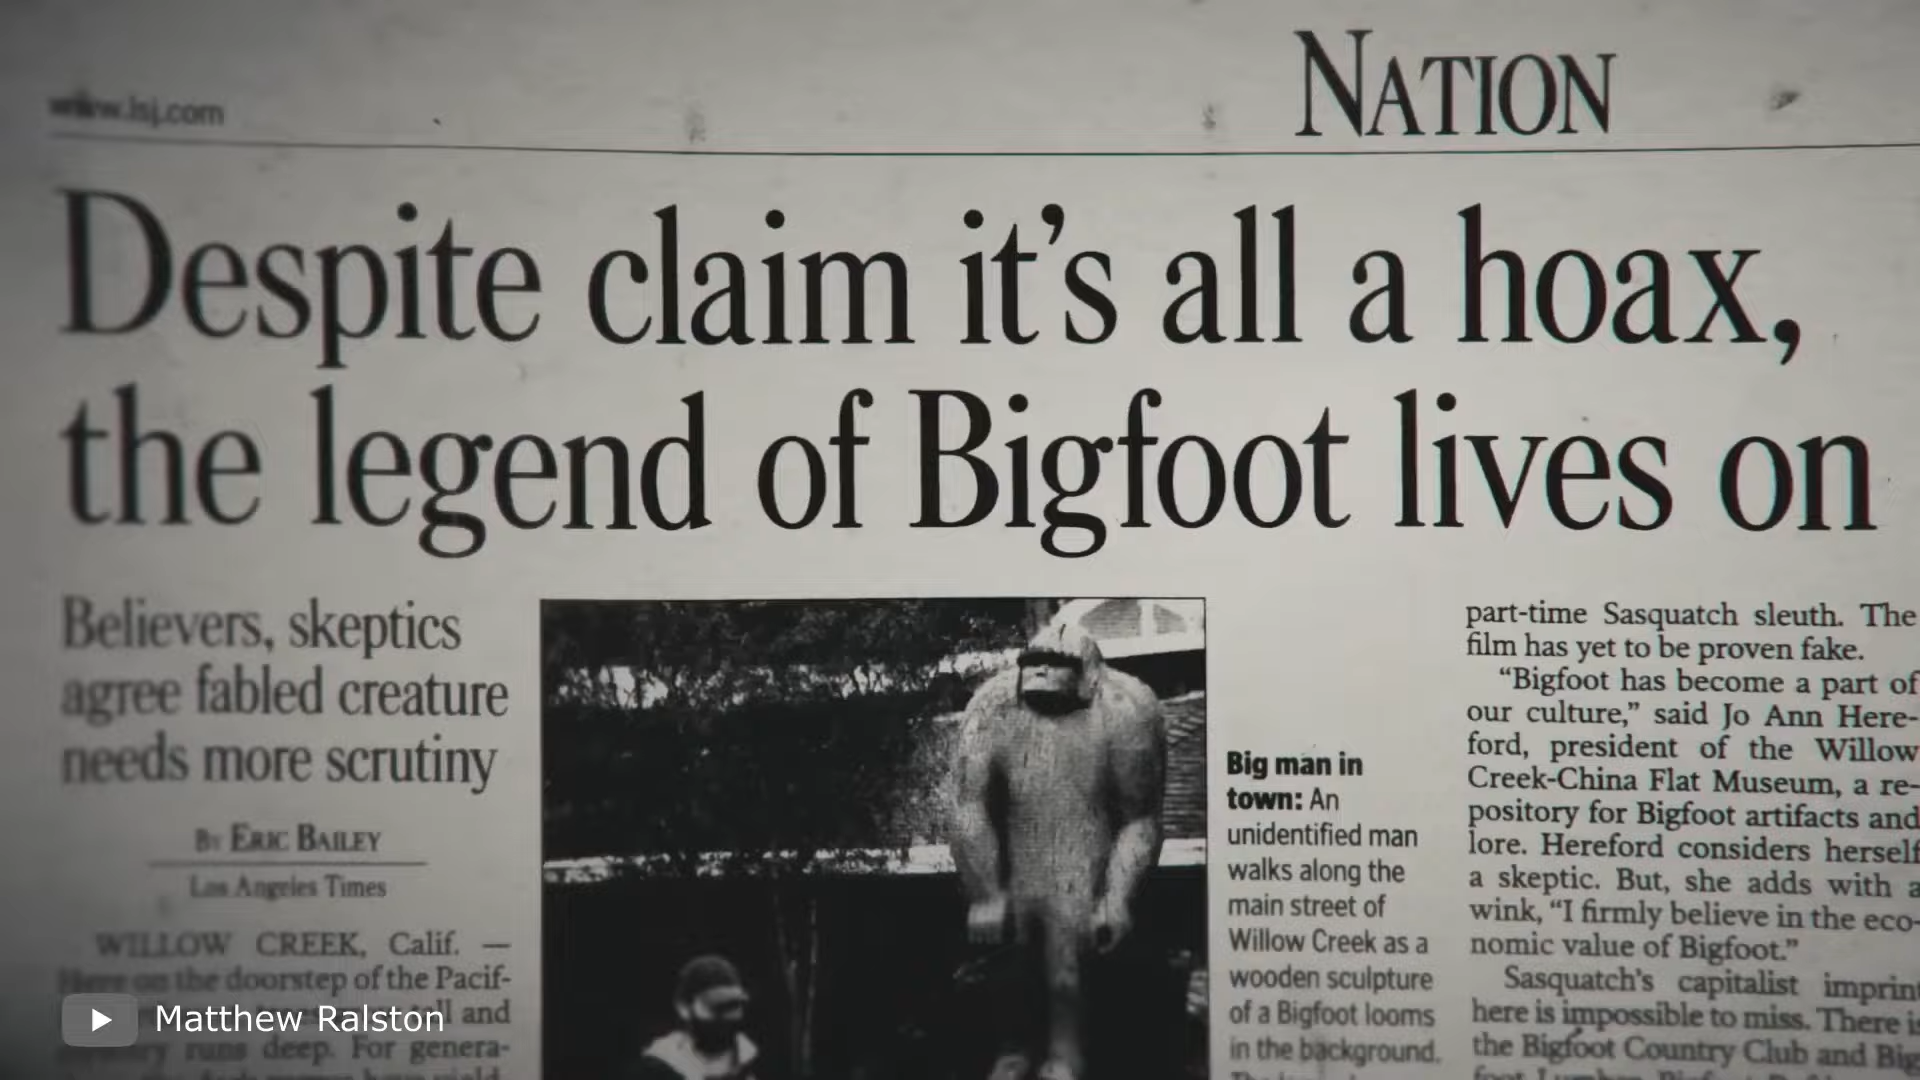 www.lsj.com
NATION
Despite claim it's all a hoax,
the legend of Bigfoot lives on
Believers, skeptics
agree fabled creature
needs more scrutiny
By ERIC BAILEY
Los Angeles Times
WILLOW CREEK, Calif. —
Here on the doorstep of the Pacif-
ll and
runs deep. For genera-
Big man in
town: An
unidentified man
walks along the
main street of
Willow Creek as a
wooden sculpture
of a Bigfoot looms
in the background.
part-time Sasquatch sleuth. The
film has yet to be proven fake.
“Bigfoot has become a part of
our culture,” said Jo Ann Here-
ford, president of the Willow
Creek-China Flat Museum, a re-
pository for Bigfoot artifacts and
lore. Hereford considers herself
a skeptic. But, she adds with a
wink, “I firmly believe in the eco-
nomic value of Bigfoot.”
Sasquatch's capitalist imprint
here is impossible to miss. There is
the Bigfoot Country Club and Big-
Matthew Ralston